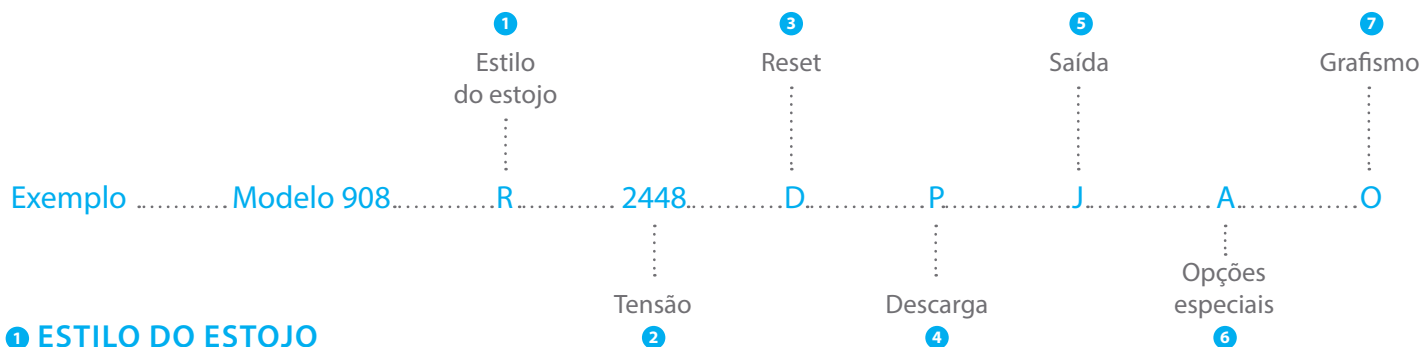 1 3 5 7
Estilo do estojo Reset Saída Grafismo
Exemplo Modelo 908 R 2448 D P J A O
Tensão Descarga Opções especiais
2 4 6
1 ESTILO DO ESTOJO